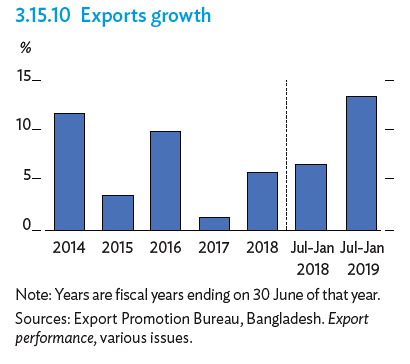 3.15.10 Exports growth
%
15
10
5
0
2014 2015 2016 2017 2018 Jul-Jan Jul-Jan
2018 2019
Note: Years are fiscal years ending on 30 June of that year.
Sources: Export Promotion Bureau, Bangladesh. Export
performance, various issues.